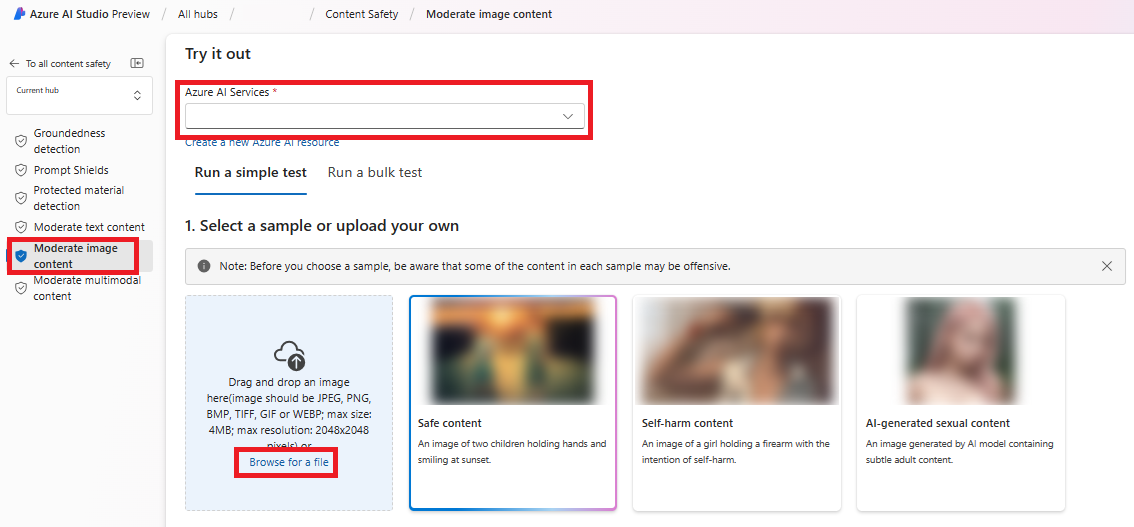 Azure AI Studio Preview / All hubs / / Content Safety / Moderate image content
To all content safety
Current hub
Groundedness
detection
Prompt Shields
Protected material
detection
Moderate text content
Moderate image
content
Moderate multimodal
content
Try it out
Azure AI Services *
Create a new Azure AI resource
Run a simple test Run a bulk test
1. Select a sample or upload your own
Note: Before you choose a sample, be aware that some of the content in each sample may be offensive.
Drag and drop an image
here(image should be JPEG, PNG,
BMP, TIFF, GIF or WEBP; max size:
4MB; max resolution: 2048x2048
pixels) or
Browse for a file
Safe content
An image of two children holding hands and
smiling at sunset.
Self-harm content
An image of a girl holding a firearm with the
intention of self-harm.
AI-generated sexual content
An image generated by AI model containing
subtle adult content.